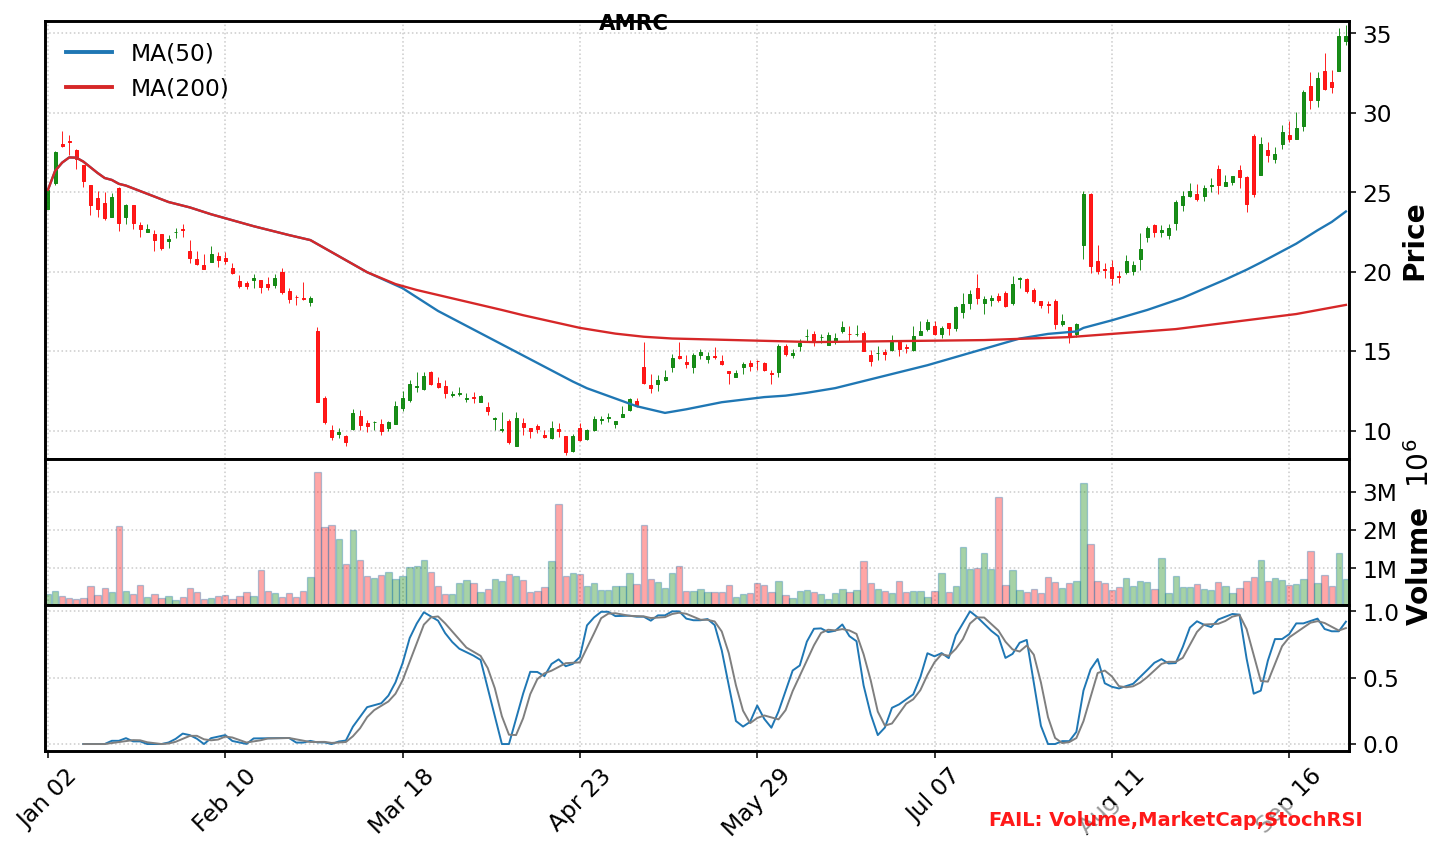 AMRC
MA(50)
MA(200)
35
30
25
20
15
10
Price
3M
2M
1M
Volume 10^6
1.0
0.5
0.0
Jan 02
Feb 10
Mar 18
Apr 23
May 29
Jul 07
Aug 11
Sep 16
FAIL: Volume,MarketCap,StochRSI